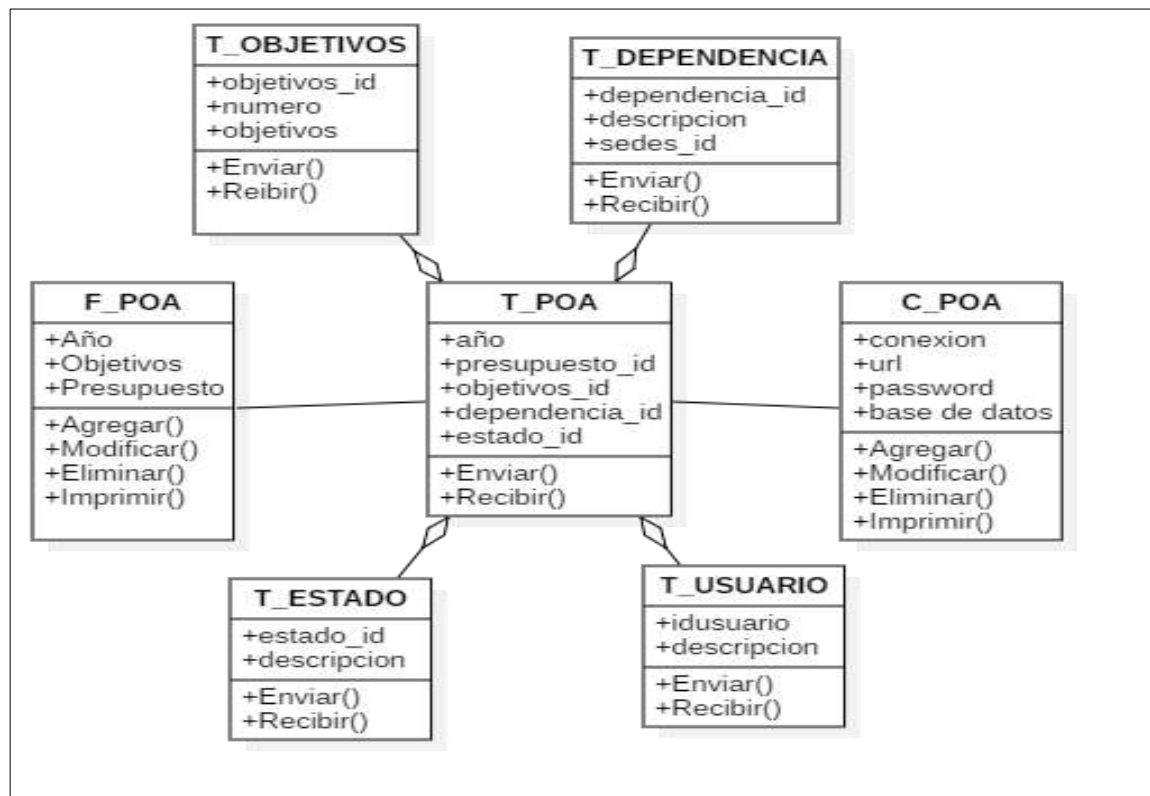 T_OBJETIVOS
+objetivos_id
+numero
+objetivos
+Enviar()
+Reibir()
T_DEPENDENCIA
+dependencia_id
+descripcion
+sedes_id
+Enviar()
+Recibir()
F_POA
+Año
+Objetivos
+Presupuesto
+Agregar()
+Modificar()
+Eliminar()
+Imprimir()
T_POA
+año
+presupuesto_id
+objetivos_id
+dependencia_id
+estado_id
+Enviar()
+Recibir()
C_POA
+conexion
+url
+password
+base de datos
+Agregar()
+Modificar()
+Eliminar()
+Imprimir()
T_ESTADO
+estado_id
+descripcion
+Enviar()
+Recibir()
T_USUARIO
+idusuario
+descripcion
+Enviar()
+Recibir()